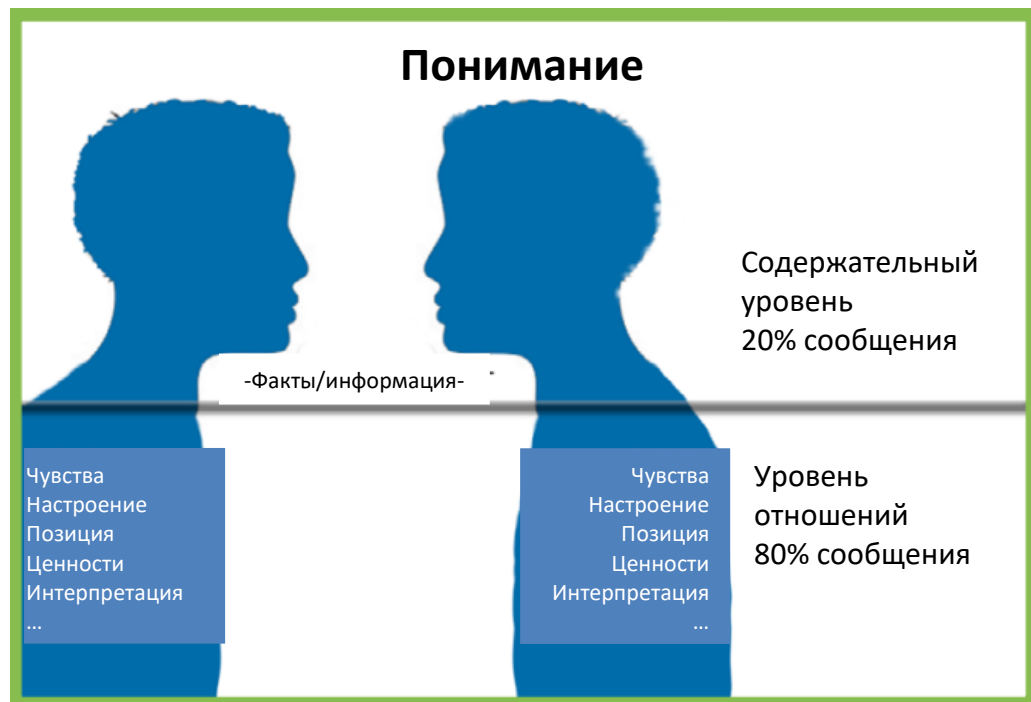 Понимание
Содержательный
уровень
20% сообщения
-Факты/информация-
Чувства
Настроение
Позиция
Ценности
Интерпретация
...
Чувства
Настроение
Позиция
Ценности
Интерпретация
...
Уровень
отношений
80% сообщения